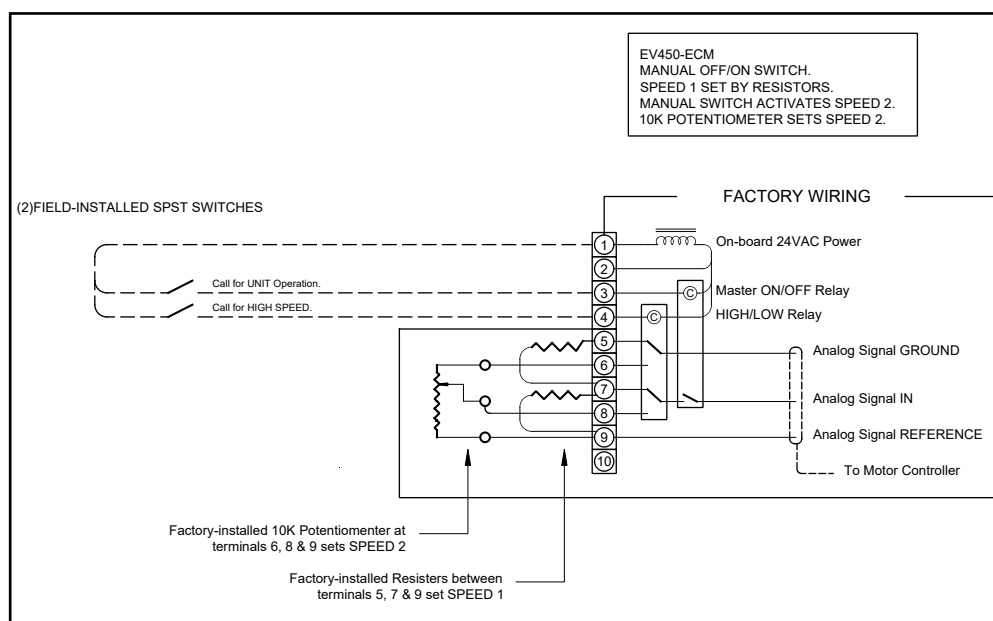 EV450-ECM
MANUAL OFF/ON SWITCH.
SPEED 1 SET BY RESISTORS.
MANUAL SWITCH ACTIVATES SPEED 2.
10K POTENTIOMETER SETS SPEED 2.
FACTORY WIRING
(2)FIELD-INSTALLED SPST SWITCHES
1
On-board 24VAC Power
2
Call for UNIT Operation.
3
C
Master ON/OFF Relay
Call for HIGH SPEED.
4
C
HIGH/LOW Relay
5
Analog Signal GROUND
6
7
Analog Signal IN
8
9
Analog Signal REFERENCE
10
To Motor Controller
Factory-installed 10K Potentiomenter at
terminals 6, 8 & 9 sets SPEED 2
Factory-installed Resisters between
terminals 5, 7 & 9 set SPEED 1